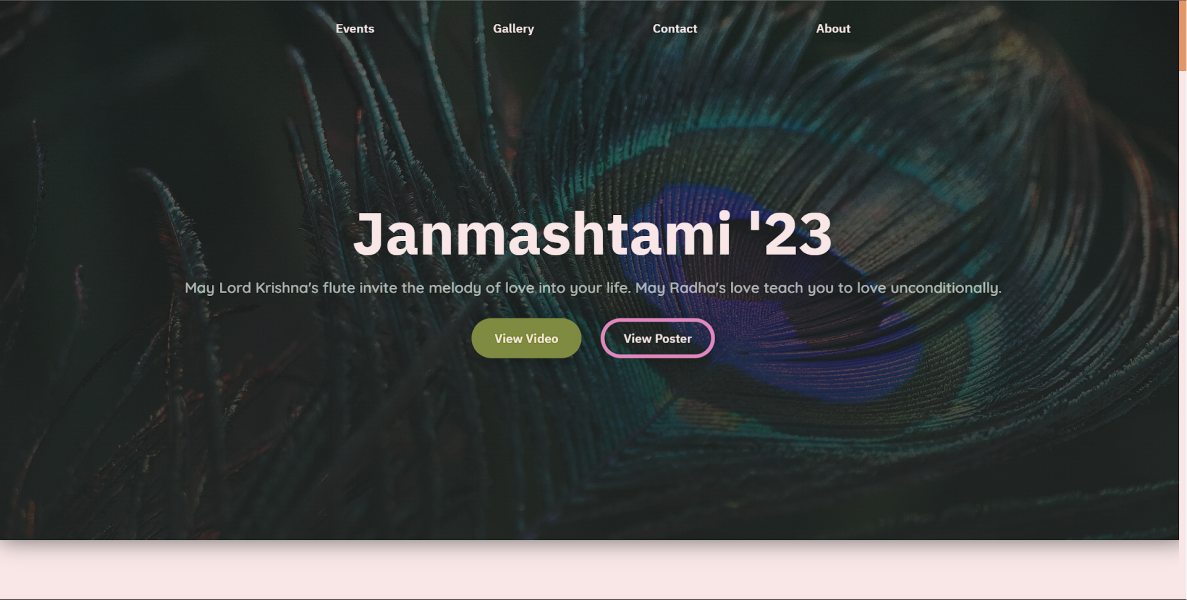 Events Gallery Contact About
Janmashtami '23
May Lord Krishna's flute invite the melody of love into your life. May Radha's love teach you to love unconditionally.
View Video View Poster